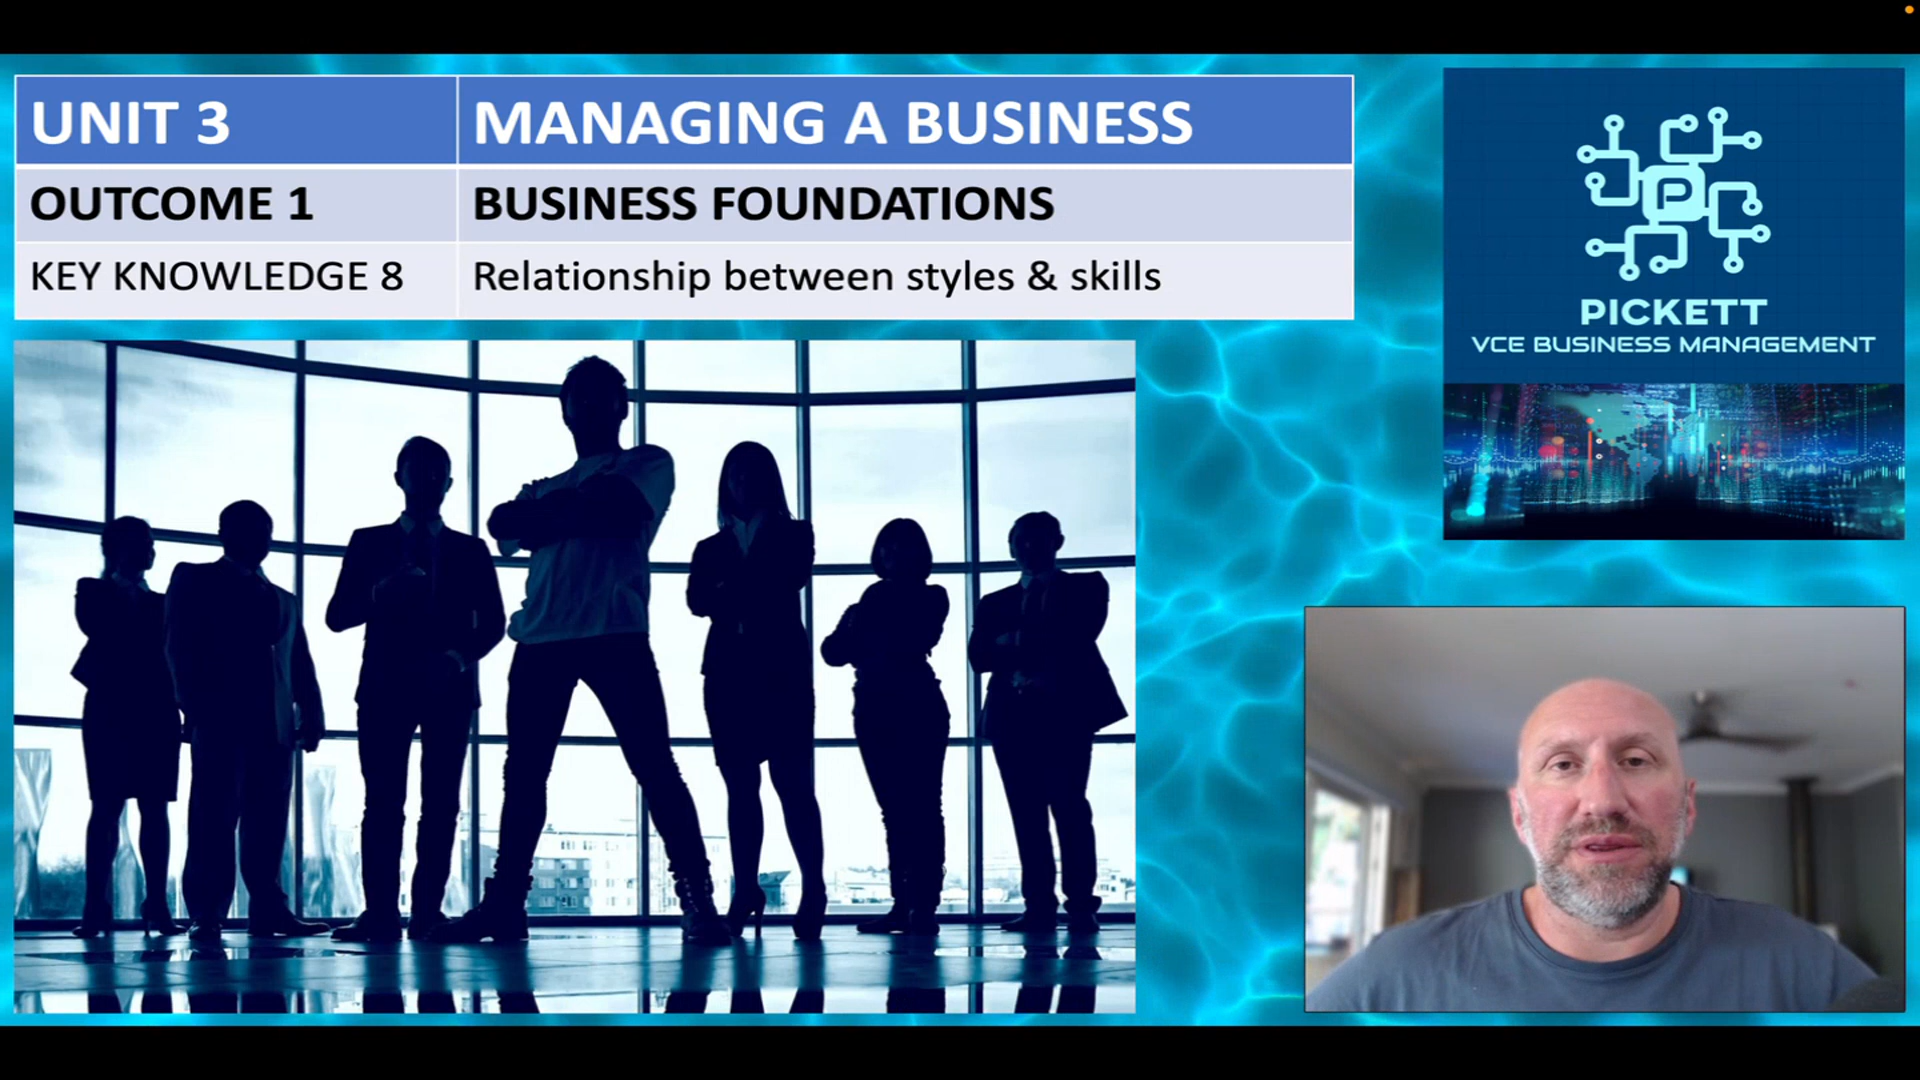 UNIT 3 MANAGING A BUSINESS
OUTCOME 1 BUSINESS FOUNDATIONS
KEY KNOWLEDGE 8 Relationship between styles & skills
P
PICKETT
VCE BUSINESS MANAGEMENT